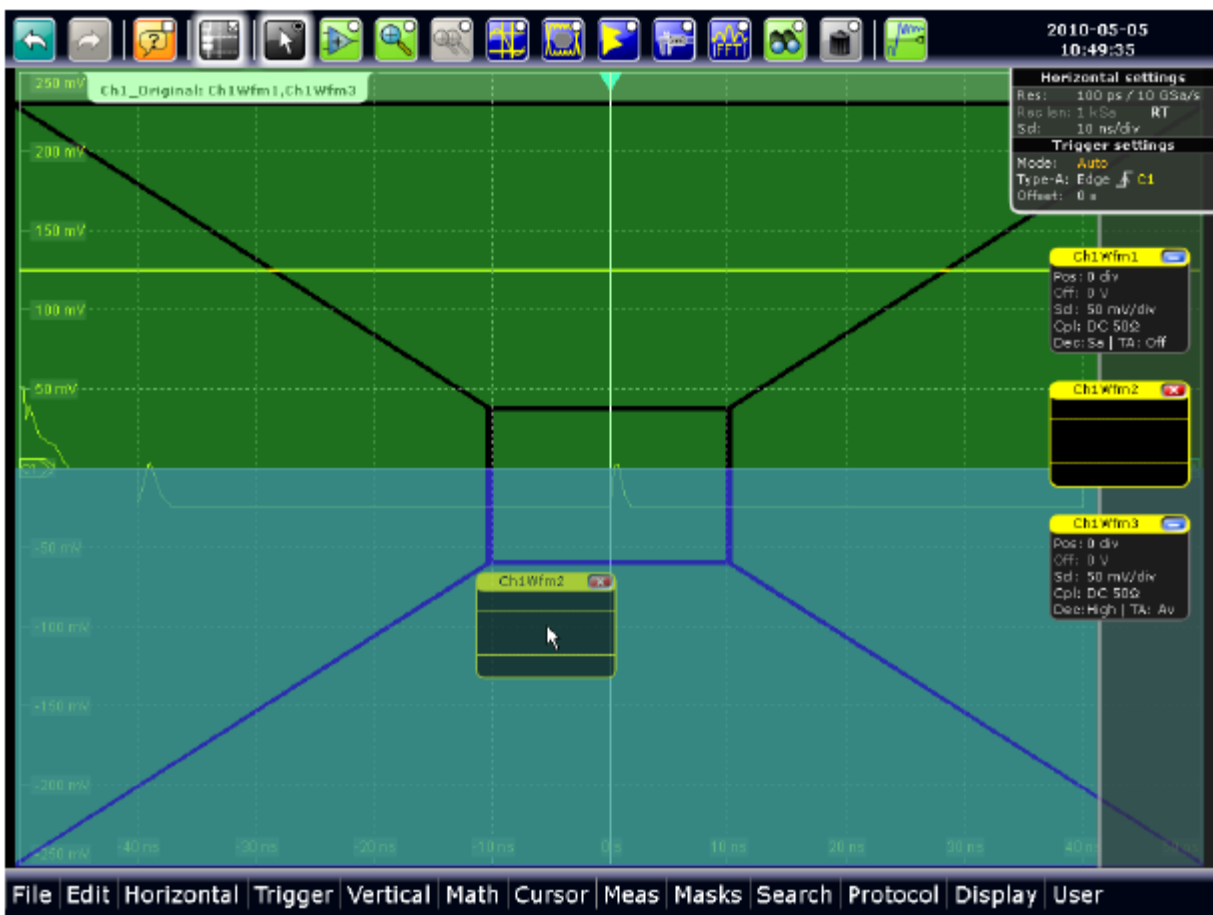 2010-05-05
10:49:35
FFT
Ch1_Original: Ch1Wfm1,Ch1Wfm3
250 mV
200 mV
150 mV
100 mV
50 mV
-50 mV
-100 mV
-150 mV
-200 mV
-250 mV
-40 ns
-30 ns
-20 ns
-10 ns
0 s
10 ns
20 ns
40 ns
Horizontal settings
Res: 100 ps / 10 GSa/s
Rec len: 1 kSa RT
Scl: 10 ns/div
Trigger settings
Mode: Auto
Type-A: Edge C1
Offset: 0 s
Ch1Wfm1
Pos: 0 div
Off: 0 V
Scl: 50 mV/div
Cpl: DC 50Ω
Dec: Sa | TA: Off
Ch1Wfm2
Ch1Wfm3
Pos: 0 div
Off: 0 V
Scl: 50 mV/div
Cpl: DC 50Ω
Dec: High | TA: Av
Ch1Wfm2
File Edit Horizontal Trigger Vertical Math Cursor Meas Masks Search Protocol Display User